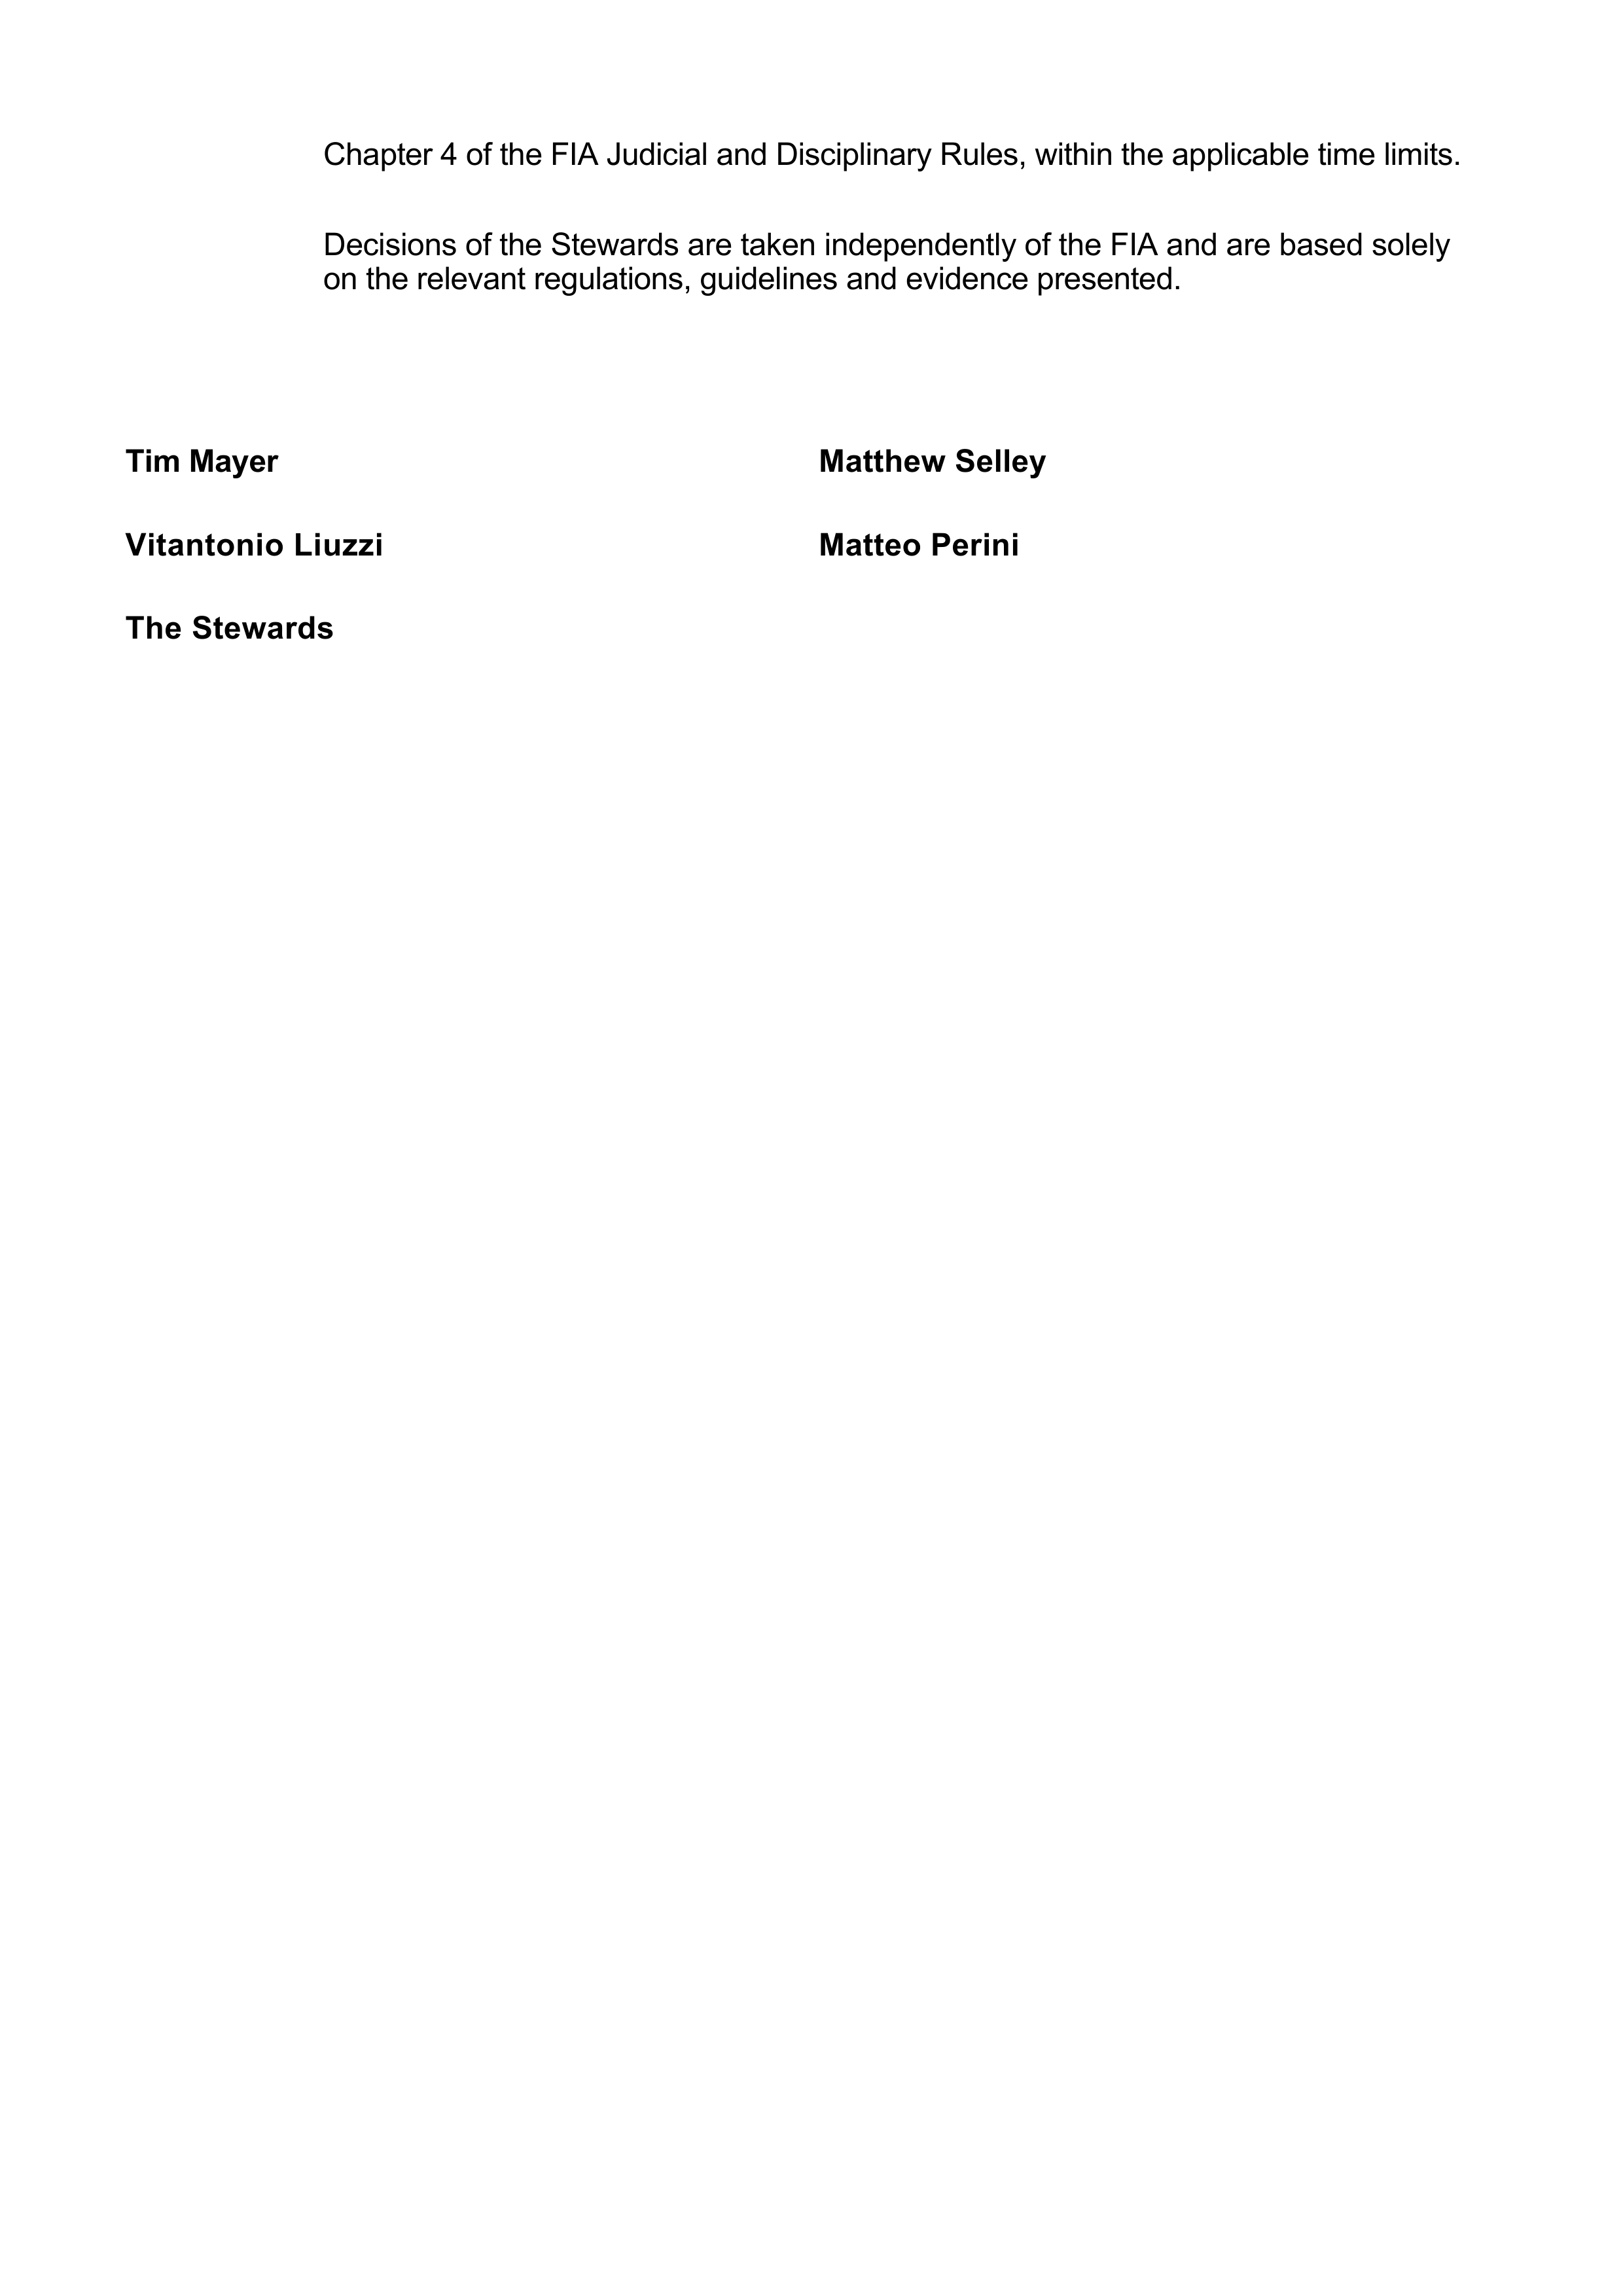 Chapter 4 of the FIA Judicial and Disciplinary Rules, within the applicable time limits.
Decisions of the Stewards are taken independently of the FIA and are based solely
on the relevant regulations, guidelines and evidence presented.
Tim Mayer Matthew Selley
Vitantonio Liuzzi Matteo Perini
The Stewards